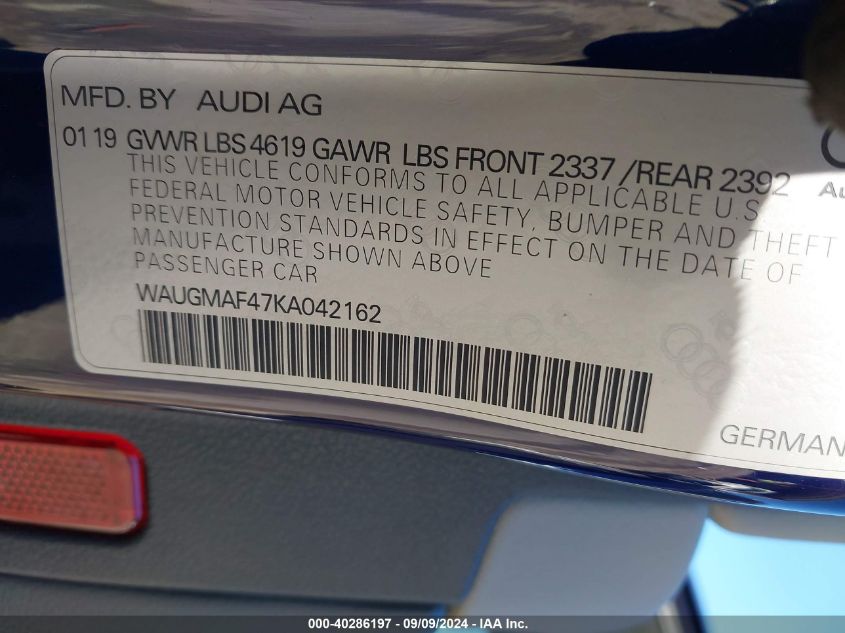 MFD. BY AUDI AG
01 19 GVWR LBS 4619 GAWR LBS FRONT 2337 / REAR 2392
THIS VEHICLE CONFORMS TO ALL APPLICABLE U.S
FEDERAL MOTOR VEHICLE SAFETY, BUMPER AND THEFT
PREVENTION STANDARDS IN EFFECT ON THE DATE OF
MANUFACTURE SHOWN ABOVE
PASSENGER CAR
WAUGMAF47KA042162
GERMAN
000-40286197 - 09/09/2024 - IAA Inc.